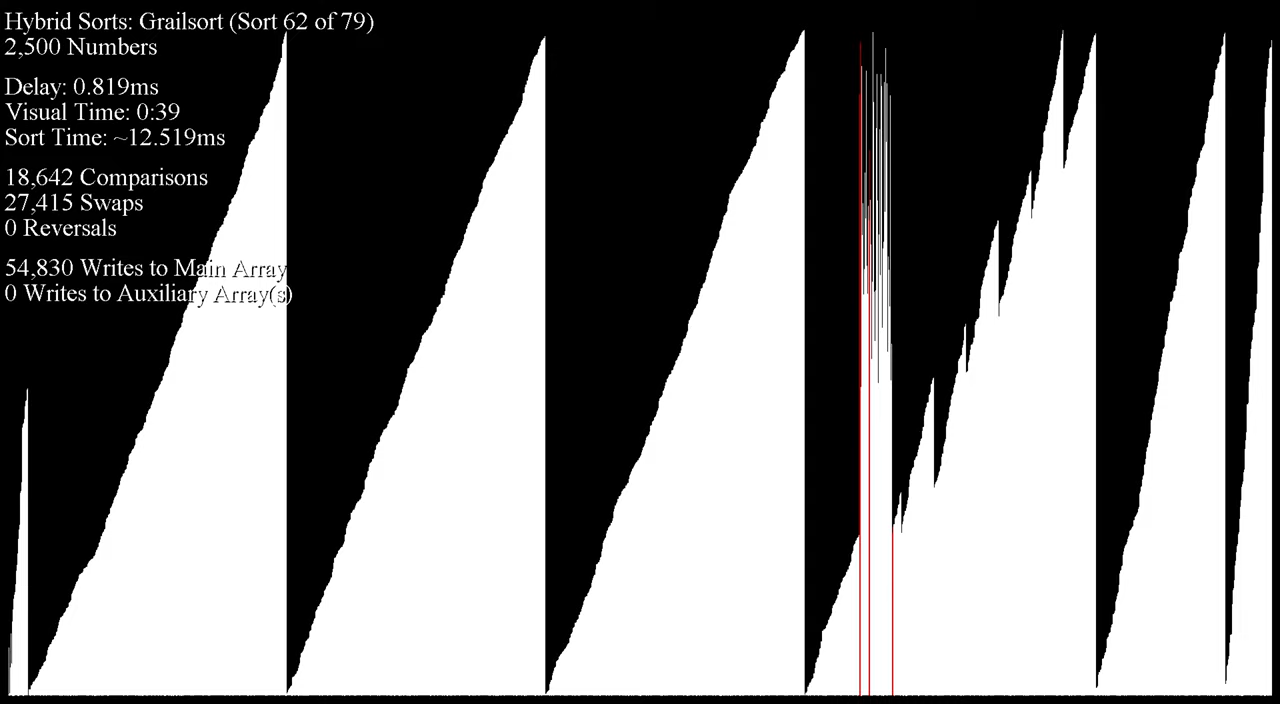 Hybrid Sorts: Grailsort (Sort 62 of 79)
2,500 Numbers
Delay: 0.819ms
Visual Time: 0:39
Sort Time: ~12.519ms
18,642 Comparisons
27,415 Swaps
0 Reversals
54,830 Writes to Main Array
0 Writes to Auxiliary Array(s)